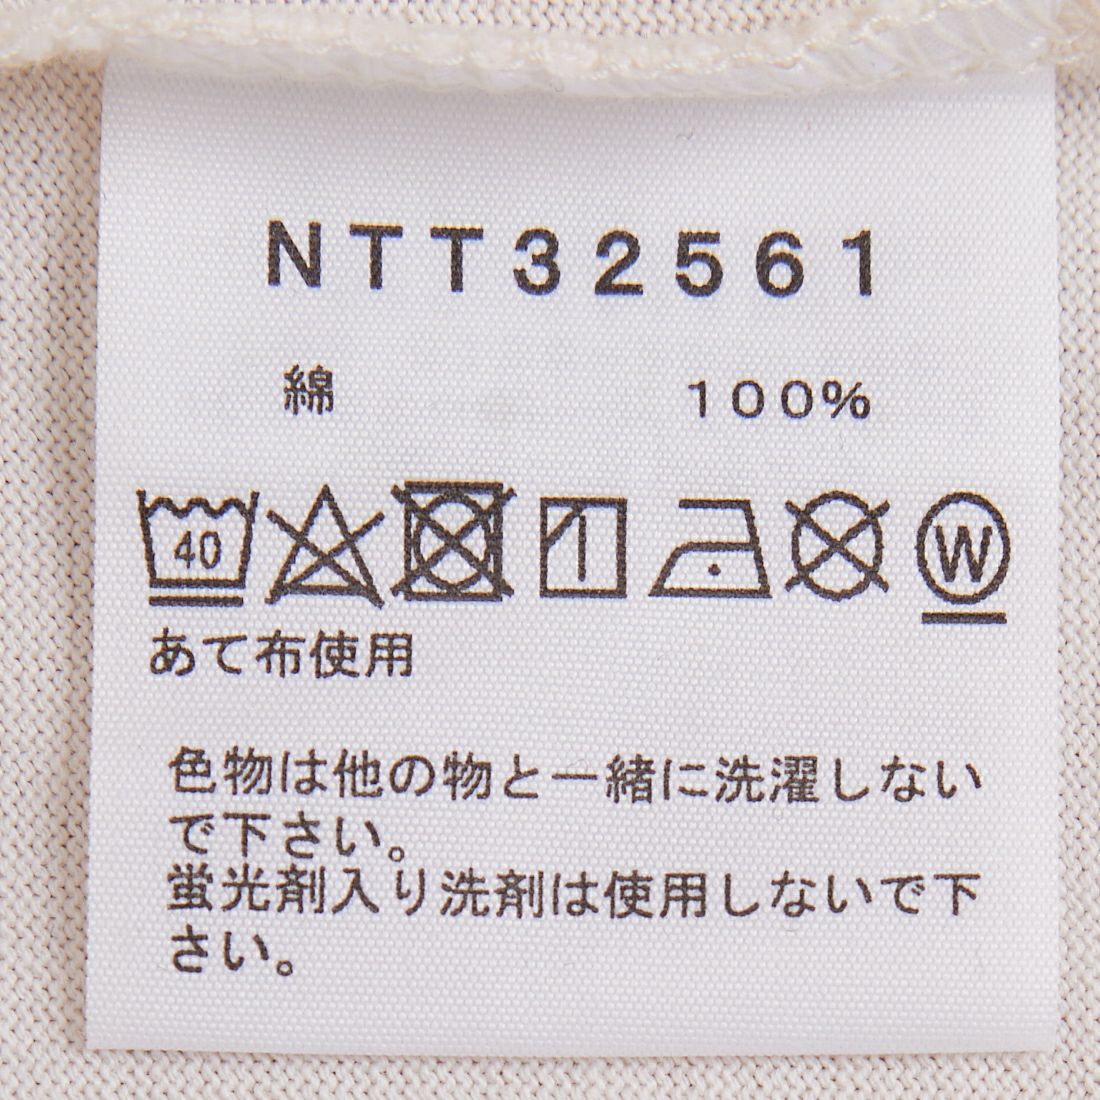 NTT32561
綿 100%
40 W
あて布使用
色物は他の物と一緒に洗濯しない
で下さい。
蛍光剤入り洗剤は使用しないで下
さい。